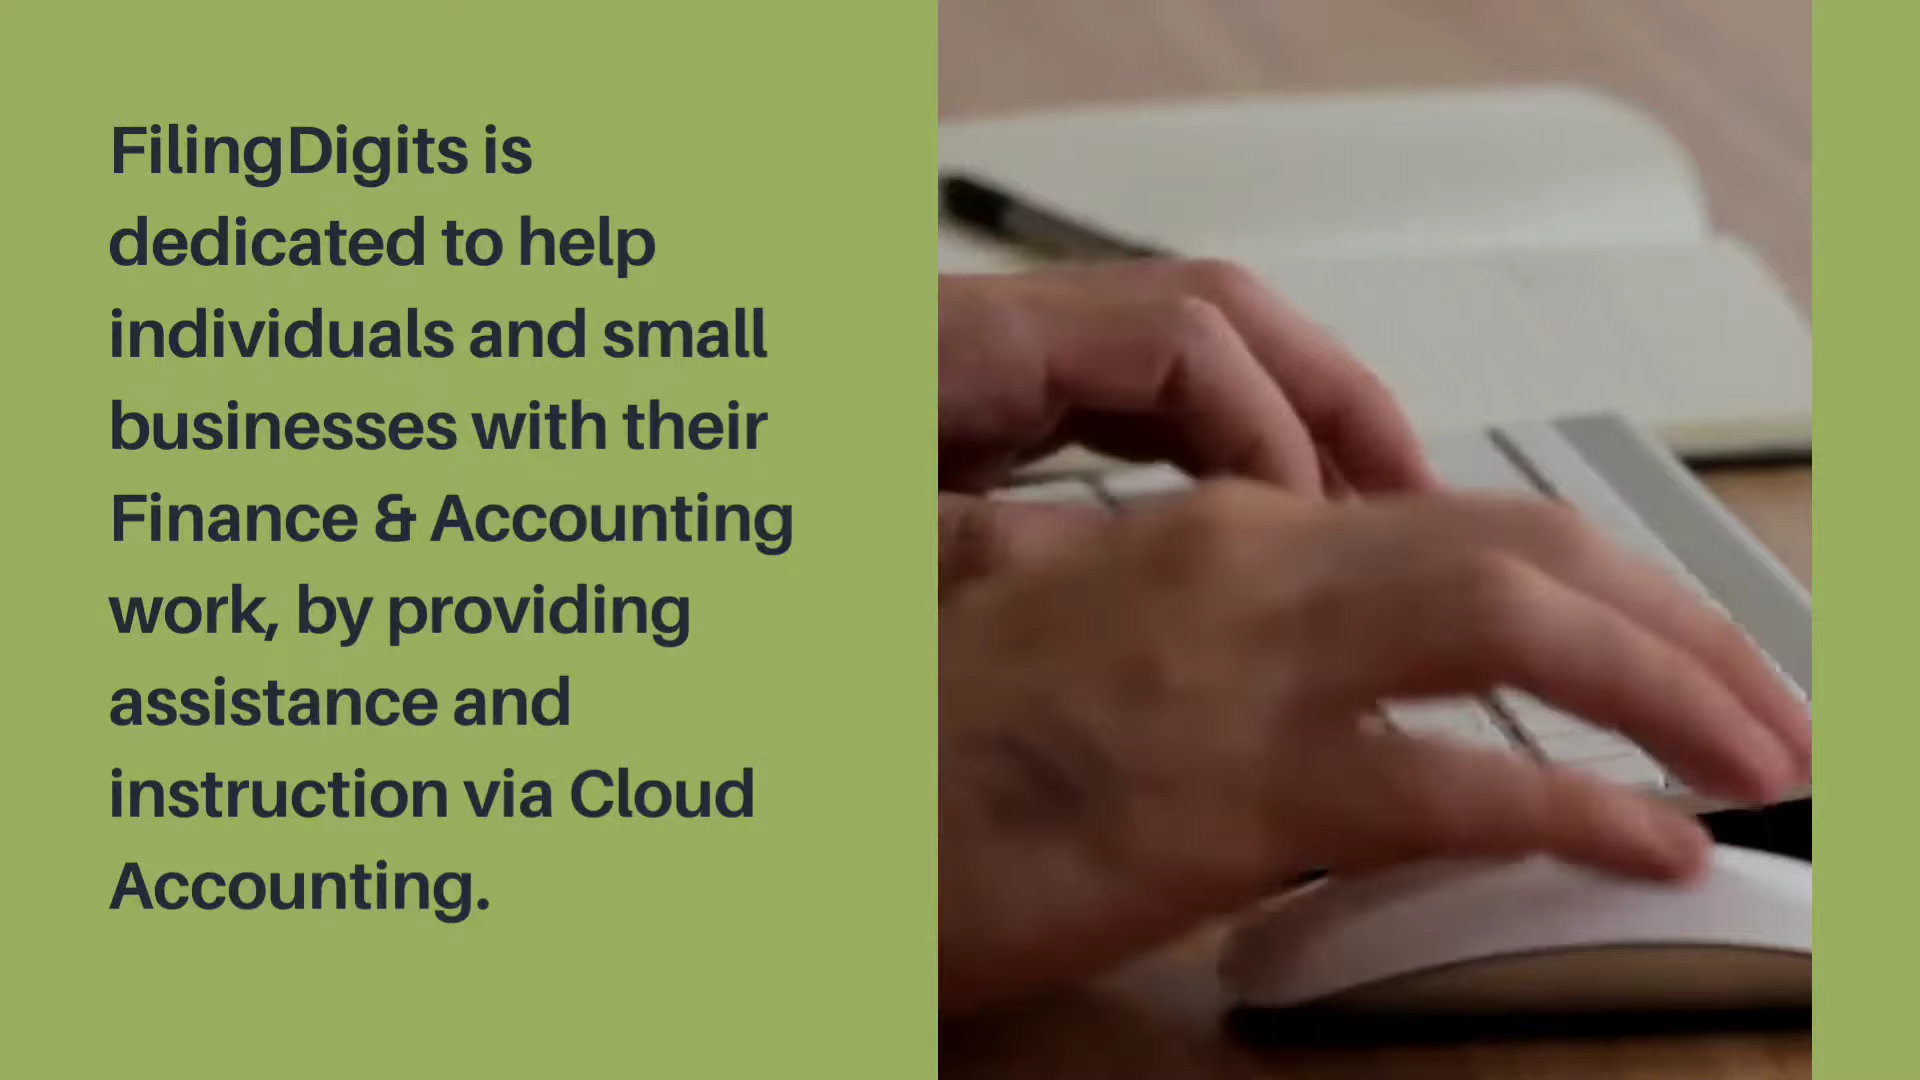 FilingDigits is
dedicated to help
individuals and small
businesses with their
Finance & Accounting
work, by providing
assistance and
instruction via Cloud
Accounting.